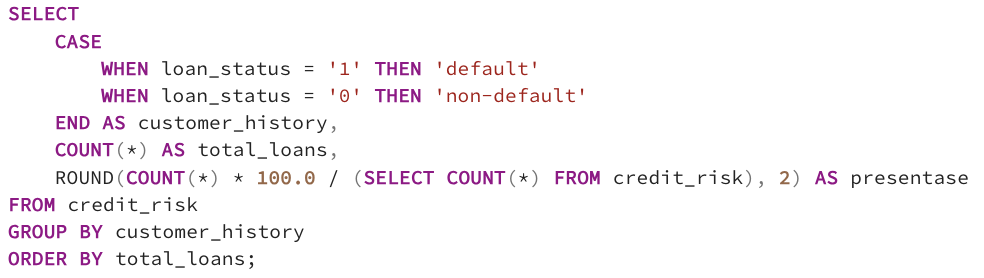 SELECT
    CASE
        WHEN loan_status = '1' THEN 'default'
        WHEN loan_status = '0' THEN 'non-default'
    END AS customer_history,
    COUNT(*) AS total_loans,
    ROUND(COUNT(*) * 100.0 / (SELECT COUNT(*) FROM credit_risk), 2) AS presentase
FROM credit_risk
GROUP BY customer_history
ORDER BY total_loans;